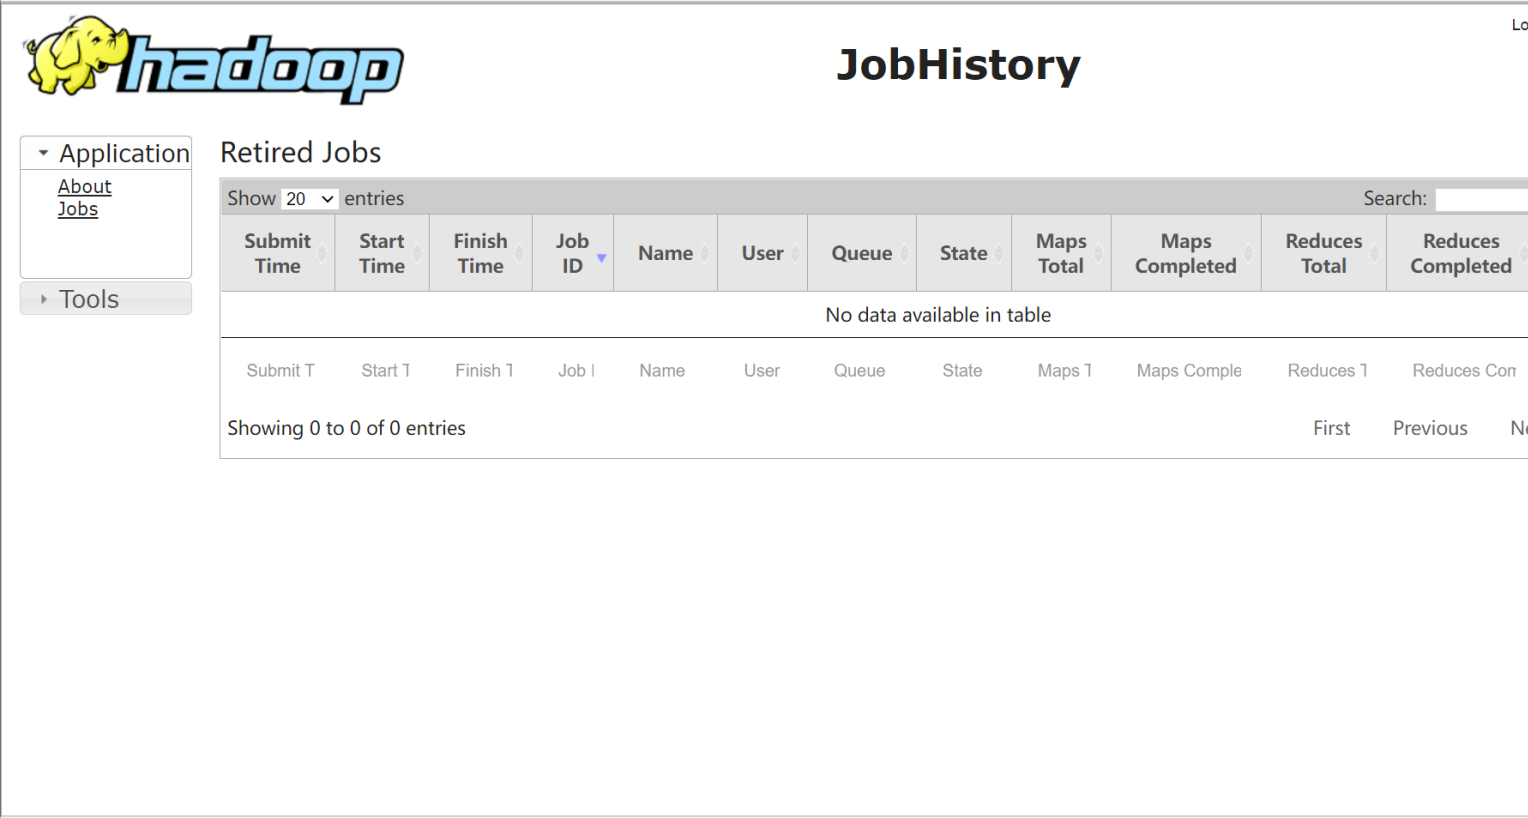 Lo
hadoop
JobHistory
Application
About
Jobs
Tools
Retired Jobs
Show 20 entries
Search:
Submit Time
Start Time
Finish Time
Job ID
Name
User
Queue
State
Maps Total
Maps Completed
Reduces Total
Reduces Completed
No data available in table
Submit T
Start T
Finish T
Job I
Name
User
Queue
State
Maps T
Maps Comple
Reduces T
Reduces Com
Showing 0 to 0 of 0 entries
First Previous Ne